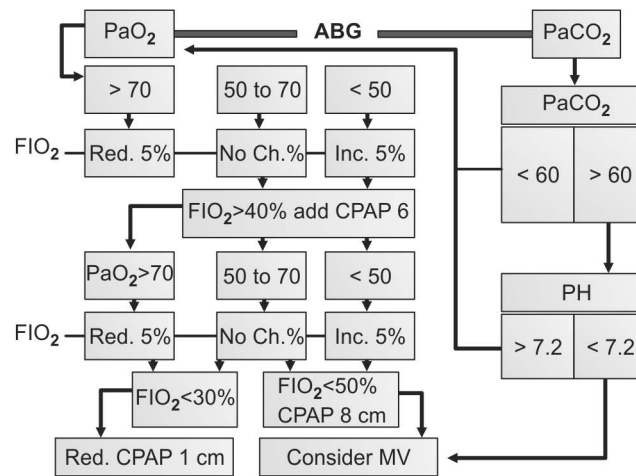 PaO₂ ABG PaCO₂
> 70 50 to 70 < 50 PaCO₂
FIO₂ Red. 5% No Ch.% Inc. 5% < 60 > 60
FIO₂>40% add CPAP 6
PaO₂>70 50 to 70 < 50 PH
FIO₂ Red. 5% No Ch.% Inc. 5% > 7.2 < 7.2
FIO₂<30% FIO₂<50%
CPAP 8 cm
Red. CPAP 1 cm Consider MV